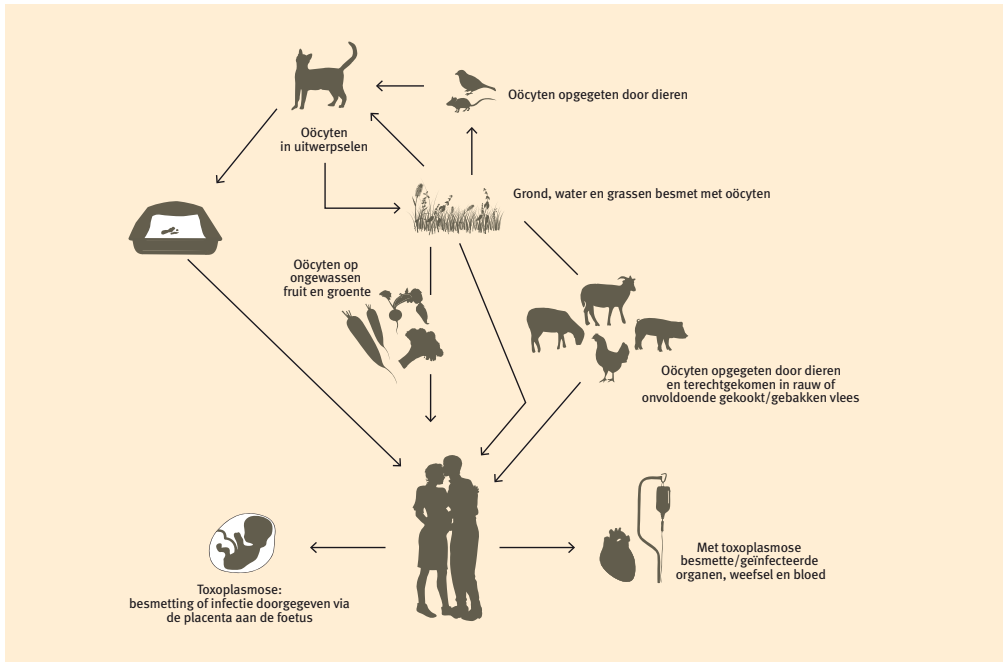 Oöcyten opgegeten door dieren
Oöcyten
in uitwerpselen
Grond, water en grassen besmet met oöcyten
Oöcyten op
ongewassen
fruit en groente
Oöcyten opgegeten door dieren
en terechtgekomen in rauw of
onvoldoende gekookt/gebakken vlees
Met toxoplasmose
besmette/geïnfecteerde
organen, weefsel en bloed
Toxoplasmose:
besmetting of infectie doorgegeven via
de placenta aan de foetus